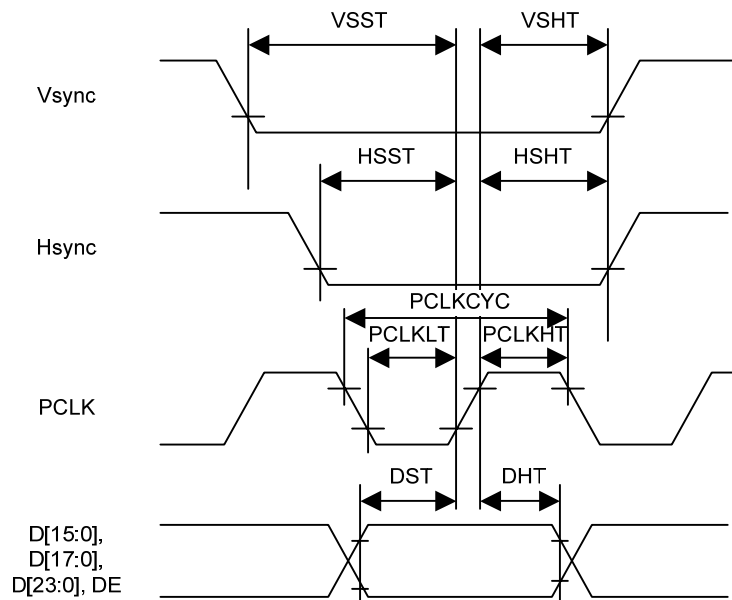 VSST
VSHT
Vsync
HSST
HSHT
Hsync
PCLKCYC
PCLKLT
PCLKHT
PCLK
DST
DHT
D[15:0],
D[17:0],
D[23:0], DE